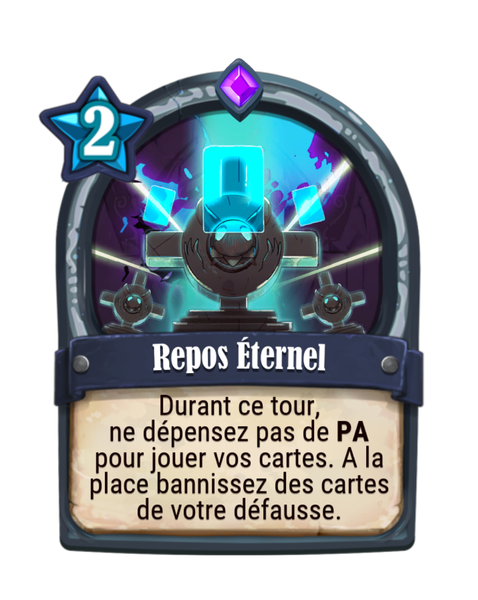 2
Repos Éternel
Durant ce tour,
ne dépensez pas de PA
pour jouer vos cartes. A la
place bannissez des cartes
de votre défausse.